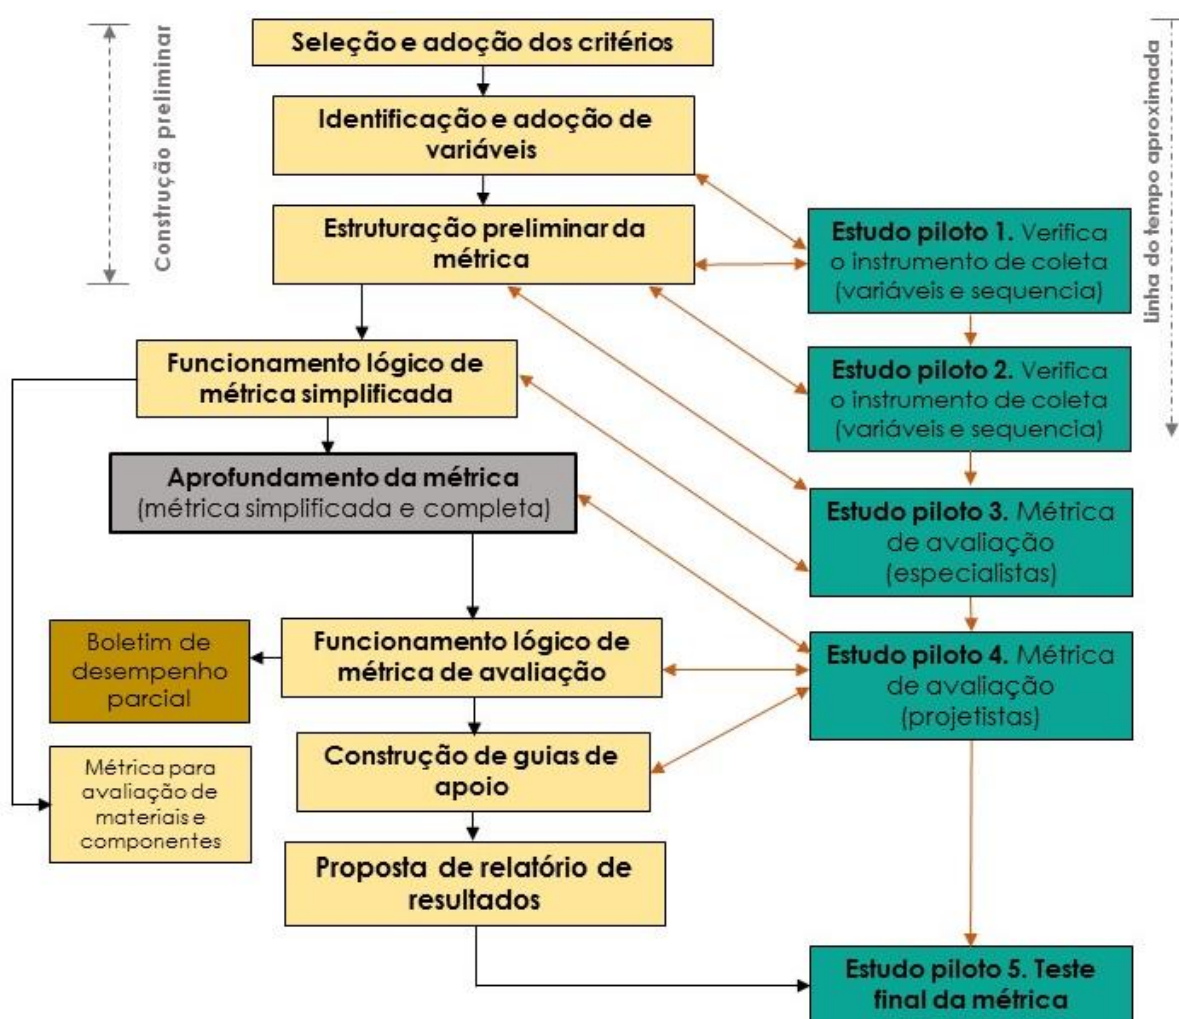 Construção preliminar
Seleção e adoção dos critérios
Identificação e adoção de
variáveis
Estruturação preliminar da
métrica
Funcionamento lógico de
métrica simplificada
Aprofundamento da métrica
(métrica simplificada e completa)
Boletim de
desempenho
parcial
Funcionamento lógico de
métrica de avaliação
Métrica para
avaliação de
materiais e
componentes
Construção de guias de
apoio
Proposta de relatório de
resultados
Estudo piloto 1. Verifica
o instrumento de coleta
(variáveis e sequencia)
Estudo piloto 2. Verifica
o instrumento de coleta
(variáveis e sequencia)
Estudo piloto 3. Métrica
de avaliação
(especialistas)
Estudo piloto 4. Métrica
de avaliação
(projetistas)
Estudo piloto 5. Teste
final da métrica
Linha do tempo aproximada